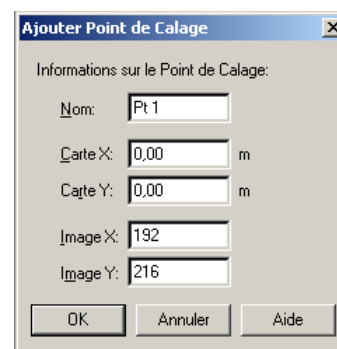 Ajouter Point de Calage
Informations sur le Point de Calage:
Nom: Pt 1
Carte X: 0,00 m
Carte Y: 0,00 m
Image X: 192
Image Y: 216
OK Annuler Aide